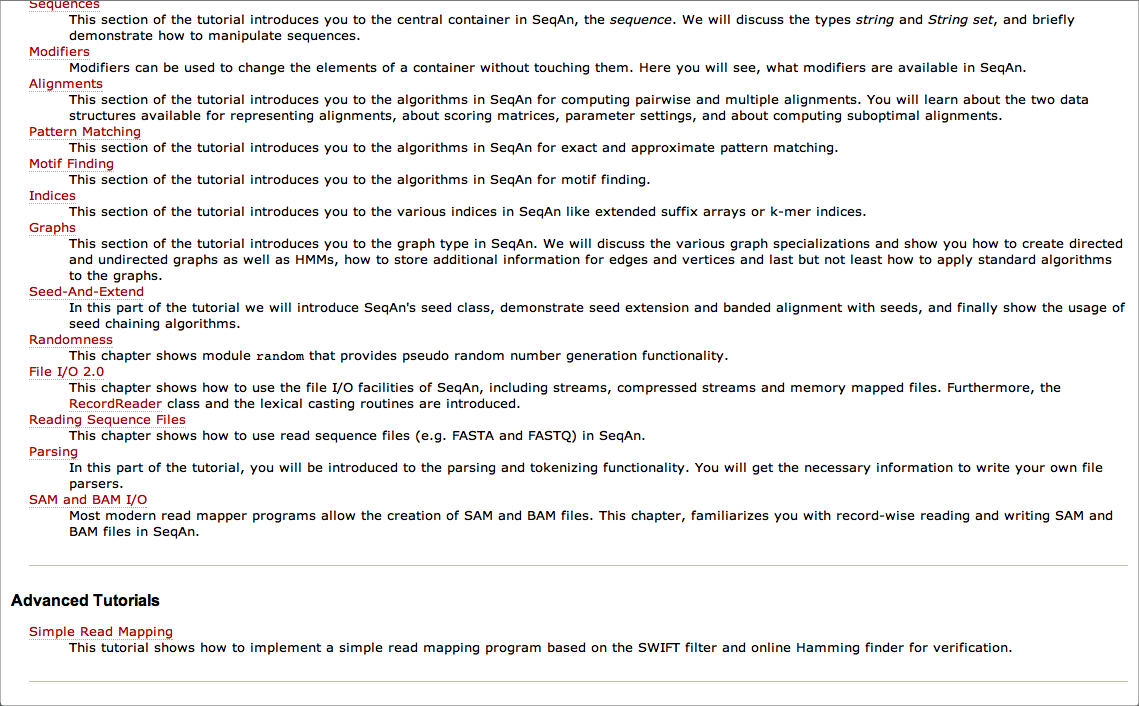 Sequences
This section of the tutorial introduces you to the central container in SeqAn, the sequence. We will discuss the types string and String set, and briefly
demonstrate how to manipulate sequences.
Modifiers
Modifiers can be used to change the elements of a container without touching them. Here you will see, what modifiers are available in SeqAn.
Alignments
This section of the tutorial introduces you to the algorithms in SeqAn for computing pairwise and multiple alignments. You will learn about the two data
structures available for representing alignments, about scoring matrices, parameter settings, and about computing suboptimal alignments.
Pattern Matching
This section of the tutorial introduces you to the algorithms in SeqAn for exact and approximate pattern matching.
Motif Finding
This section of the tutorial introduces you to the algorithms in SeqAn for motif finding.
Indices
This section of the tutorial introduces you to the various indices in SeqAn like extended suffix arrays or k-mer indices.
Graphs
This section of the tutorial introduces you to the graph type in SeqAn. We will discuss the various graph specializations and show you how to create directed
and undirected graphs as well as HMMs, how to store additional information for edges and vertices and last but not least how to apply standard algorithms
to the graphs.
Seed-And-Extend
In this part of the tutorial we will introduce SeqAn's seed class, demonstrate seed extension and banded alignment with seeds, and finally show the usage of
seed chaining algorithms.
Randomness
This chapter shows module random that provides pseudo random number generation functionality.
File I/O 2.0
This chapter shows how to use the file I/O facilities of SeqAn, including streams, compressed streams and memory mapped files. Furthermore, the
RecordReader class and the lexical casting routines are introduced.
Reading Sequence Files
This chapter shows how to use read sequence files (e.g. FASTA and FASTQ) in SeqAn.
Parsing
In this part of the tutorial, you will be introduced to the parsing and tokenizing functionality. You will get the necessary information to write your own file
parsers.
SAM and BAM I/O
Most modern read mapper programs allow the creation of SAM and BAM files. This chapter, familiarizes you with record-wise reading and writing SAM and
BAM files in SeqAn.
Advanced Tutorials
Simple Read Mapping
This tutorial shows how to implement a simple read mapping program based on the SWIFT filter and online Hamming finder for verification.